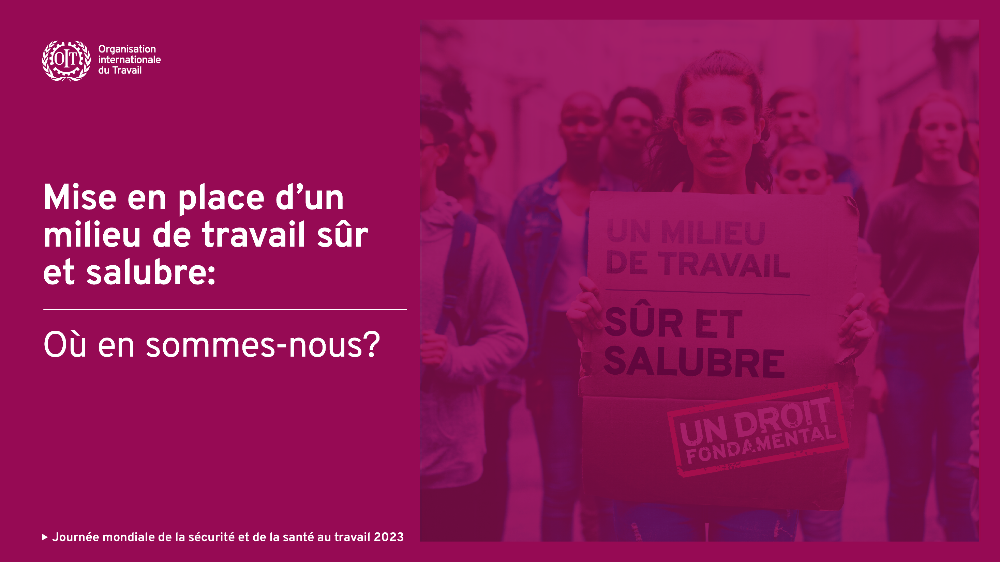 OIT
Organisation
internationale
du Travail
Mise en place d’un
milieu de travail sûr
et salubre:
Où en sommes-nous?
Journée mondiale de la sécurité et de la santé au travail 2023
UN MILIEU
DE TRAVAIL
SÛR ET
SALUBRE
UN DROIT
FONDAMENTAL